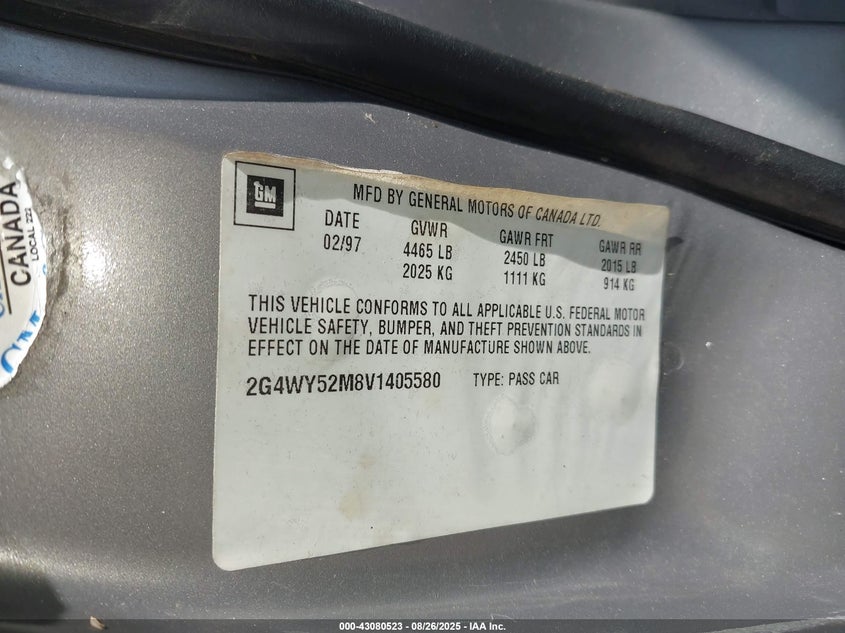 GM
MFD BY GENERAL MOTORS OF CANADA LTD.
DATE GVWR GAWR FRT GAWR RR
02/97 4465 LB 2450 LB 2015 LB
2025 KG 1111 KG 914 KG
THIS VEHICLE CONFORMS TO ALL APPLICABLE U.S. FEDERAL MOTOR
VEHICLE SAFETY, BUMPER, AND THEFT PREVENTION STANDARDS IN
EFFECT ON THE DATE OF MANUFACTURE SHOWN ABOVE.
2G4WY52M8V1405580 TYPE: PASS CAR
CANADA
LOCAL 222
000-43080523 - 08/26/2025 - IAA Inc.